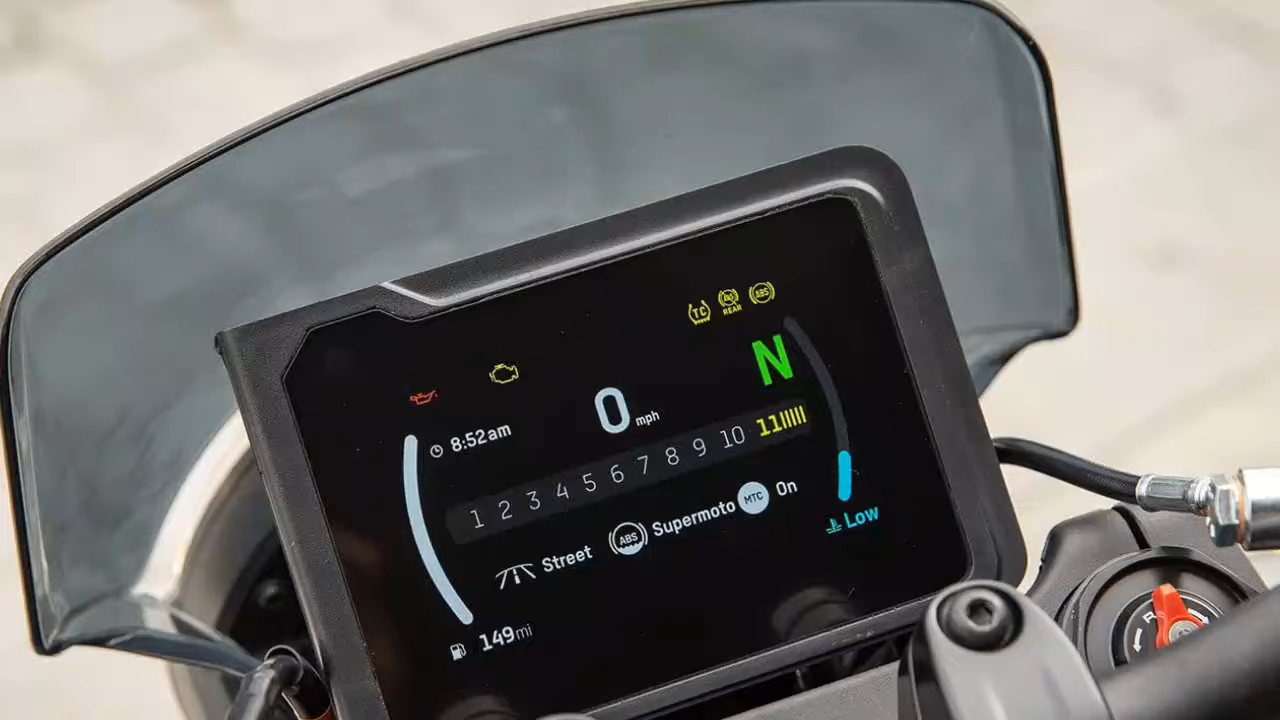 TC ABS REAR ABS
N
0 mph
8:52am
1 2 3 4 5 6 7 8 9 10 11
Street ABS Supermoto MTC On
Low
149mi